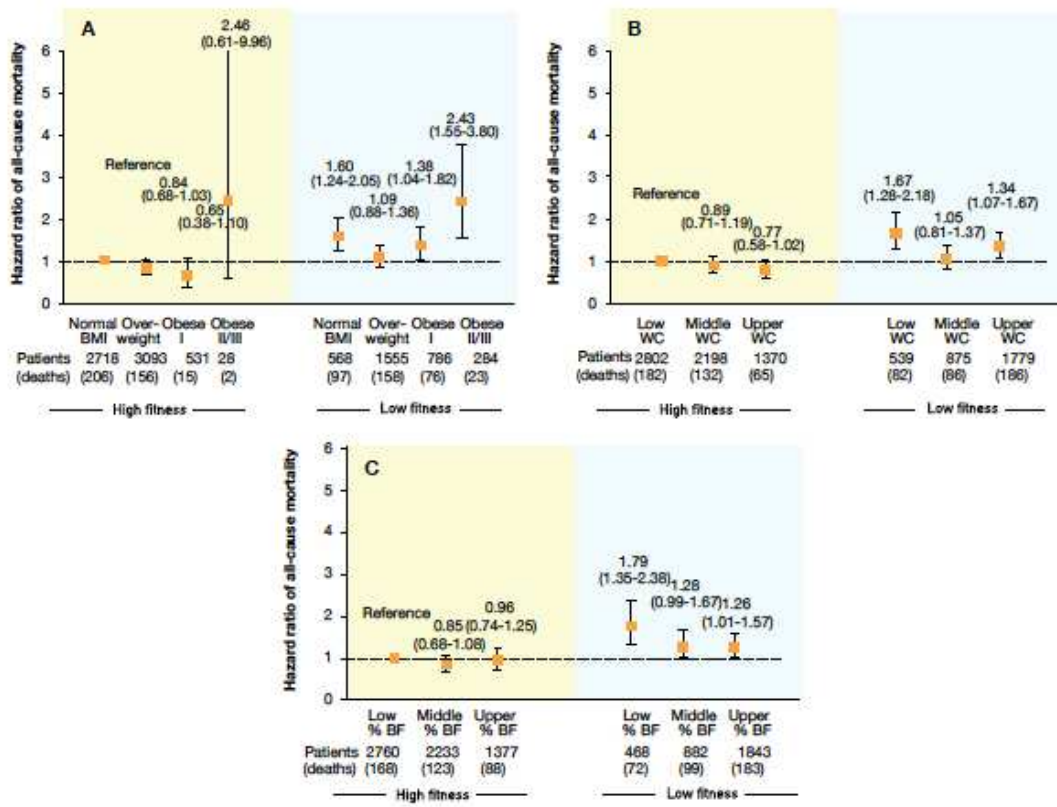 A
Hazard ratio of all-cause mortality
6
5
4
3
2
1
0
Reference
0.84
(0.68-1.03)
0.65
(0.38-1.10)
2.46
(0.61-9.96)
1.60
(1.24-2.05)
1.09
(0.88-1.36)
1.38
(1.04-1.82)
2.43
(1.55-3.80)
Normal Over- Obese Obese
BMI weight I II/III
Normal Over- Obese Obese
BMI weight I II/III
Patients 2718 3093 531 28 568 1555 786 284
(deaths) (206) (156) (15) (2) (97) (158) (76) (23)
High fitness Low fitness
B
Hazard ratio of all-cause mortality
6
5
4
3
2
1
0
Reference
0.89
(0.71-1.19)
0.77
(0.58-1.02)
1.67
(1.28-2.18)
1.05
(0.81-1.37)
1.34
(1.07-1.67)
Low Middle Upper Low Middle Upper
WC WC WC WC WC WC
Patients 2802 2198 1370 539 875 1779
(deaths) (182) (132) (65) (82) (86) (186)
High fitness Low fitness
C
Hazard ratio of all-cause mortality
6
5
4
3
2
1
0
Reference
0.85
(0.68-1.08)
0.96
(0.74-1.25)
1.79
(1.35-2.38)
1.28
(0.99-1.67)
1.26
(1.01-1.57)
Low Middle Upper Low Middle Upper
% BF % BF % BF % BF % BF % BF
Patients 2760 2233 1377 468 882 1843
(deaths) (168) (123) (88) (72) (99) (183)
High fitness Low fitness